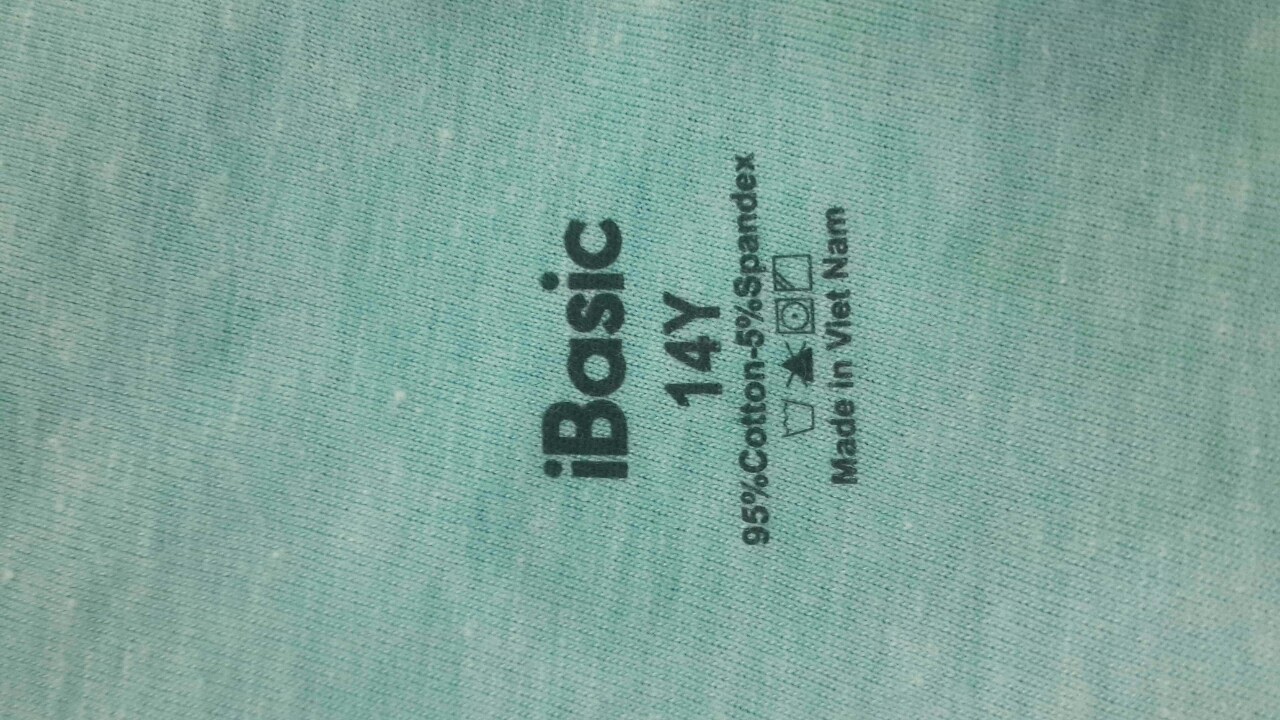 iBasic
14Y
95%Cotton-5%Spandex
Made in Viet Nam